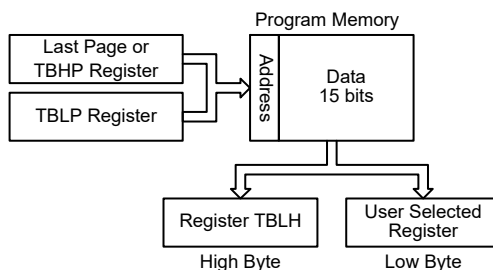 Program Memory
Last Page or
TBHP Register
TBLP Register
Address
Data
15 bits
Register TBLH
User Selected
Register
High Byte
Low Byte